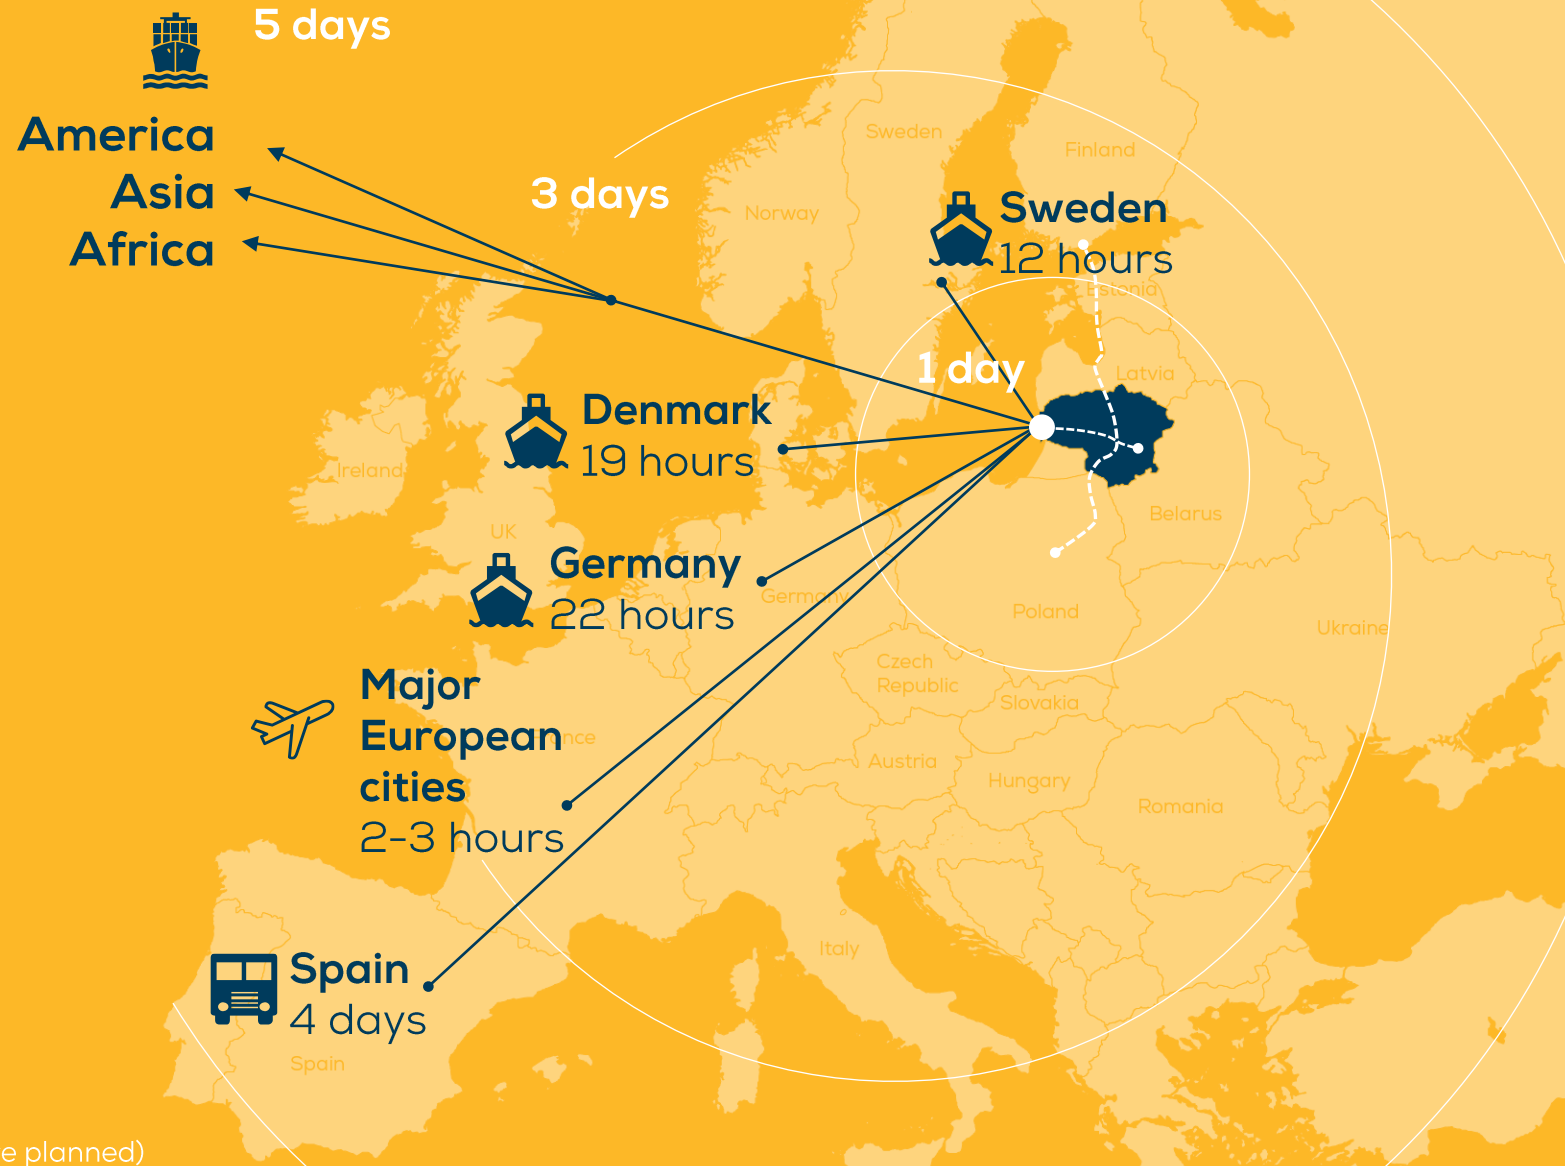 5 days
America
Asia
Africa
3 days
Sweden
Finland
Norway
Sweden
12 hours
Estonia
1 day
Latvia
Denmark
19 hours
Ireland
UK
Belarus
Germany
22 hours
Germany
Poland
Ukraine
Czech
Republic
Slovakia
Major
European
cities
2-3 hours
Austria
Hungary
Romania
Italy
Spain
4 days
Spain
planned)